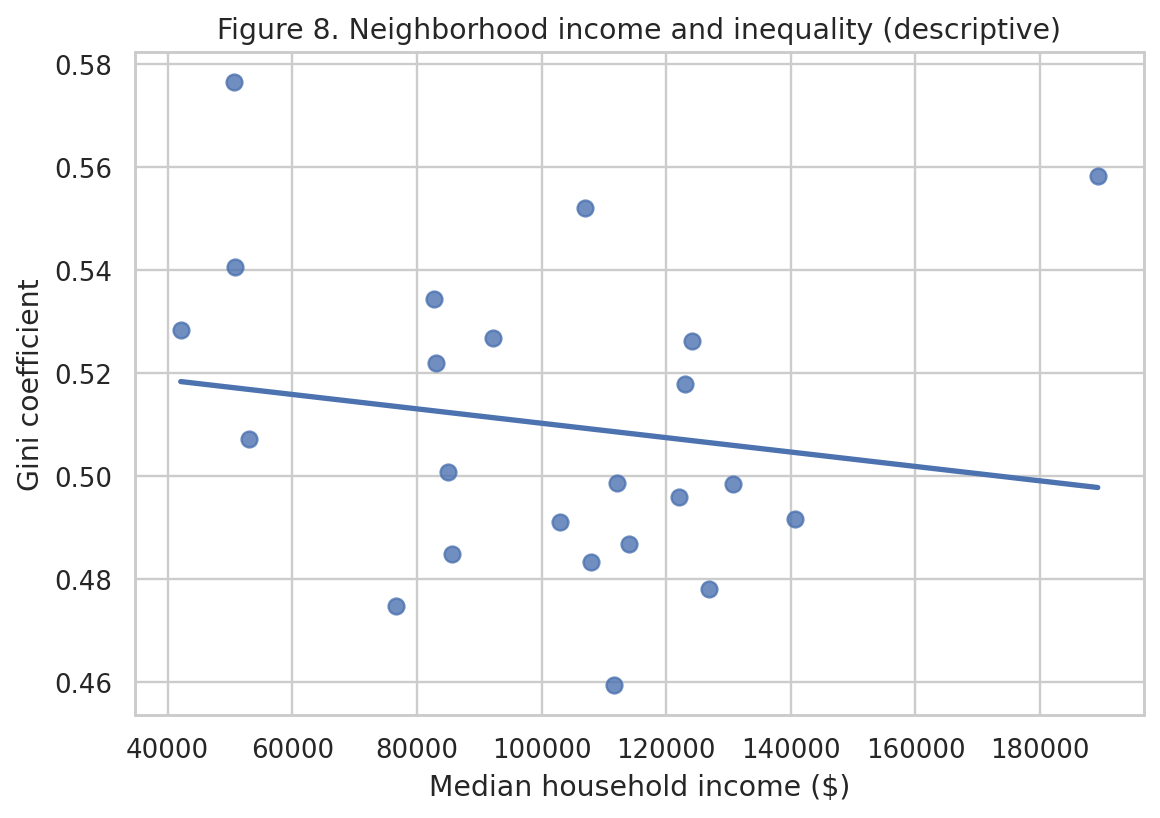 Figure 8. Neighborhood income and inequality (descriptive)
0.58
0.56
0.54
0.52
0.50
0.48
0.46
Gini coefficient
40000 60000 80000 100000 120000 140000 160000 180000
Median household income ($)